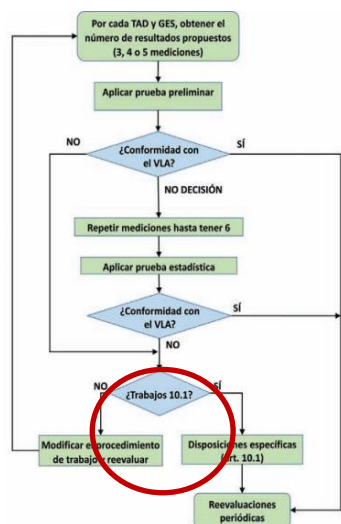 Por cada TAD y GES, obtener el
número de resultados propuestos
(3, 4 o 5 mediciones)
Aplicar prueba preliminar
NO
¿Conformidad con
el VLA?
SÍ
NO DECISIÓN
Repetir mediciones hasta tener 6
Aplicar prueba estadística
¿Conformidad con
el VLA?
SÍ
NO
NO
¿Trabajos 10.1?
SÍ
Modificar el procedimiento
de trabajo y reevaluar
Disposiciones específicas
(art. 10.1)
Reevaluaciones
periódicas